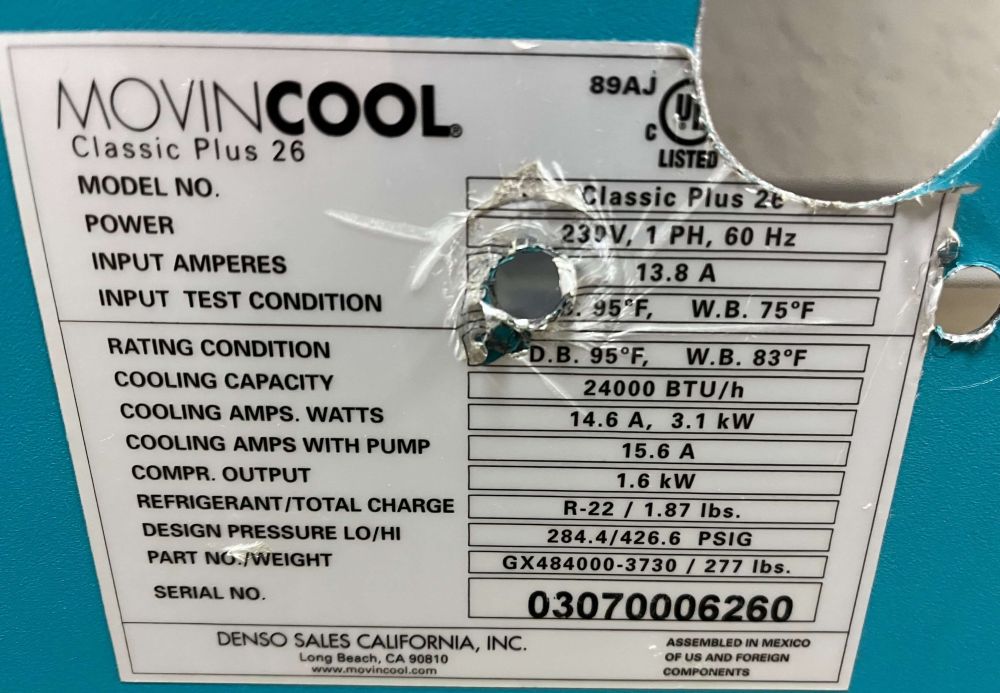 MOVINCOOL®
Classic Plus 26
89AJ
C UL ®
LISTED
MODEL NO. Classic Plus 26
POWER 230V, 1 PH, 60 Hz
INPUT AMPERES 13.8 A
INPUT TEST CONDITION 95°F, W.B. 75°F
RATING CONDITION D.B. 95°F, W.B. 83°F
COOLING CAPACITY 24000 BTU/h
COOLING AMPS. WATTS 14.6 A, 3.1 kW
COOLING AMPS WITH PUMP 15.6 A
COMPR. OUTPUT 1.6 kW
REFRIGERANT/TOTAL CHARGE R-22 / 1.87 lbs.
DESIGN PRESSURE LO/HI 284.4/426.6 PSIG
PART NO./WEIGHT GX484000-3730 / 277 lbs.
SERIAL NO. 03070006260
DENSO SALES CALIFORNIA, INC.
Long Beach, CA 90810
www.movincool.com
ASSEMBLED IN MEXICO
OF US AND FOREIGN
COMPONENTS